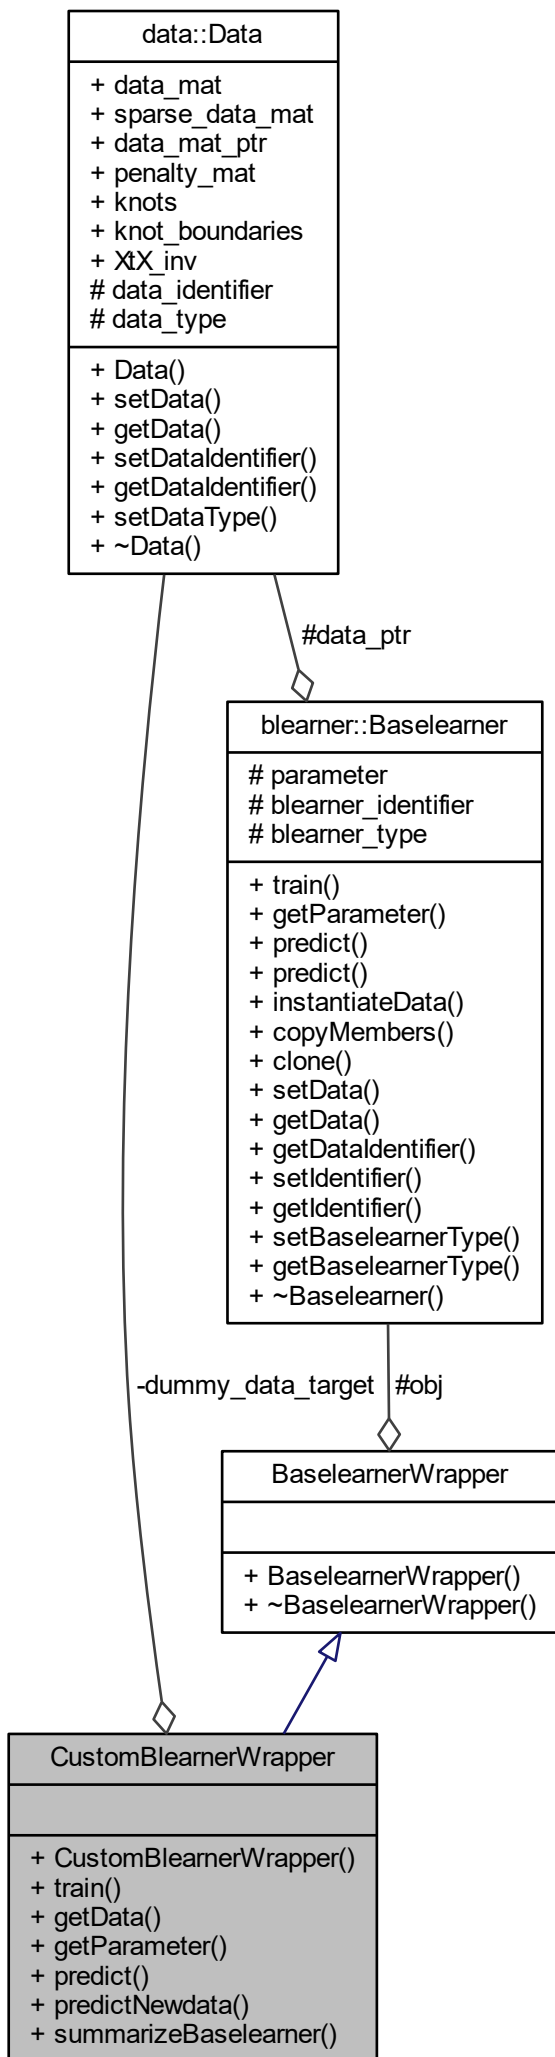 data::Data
+ data_mat
+ sparse_data_mat
+ data_mat_ptr
+ penalty_mat
+ knots
+ knot_boundaries
+ XtX_inv
# data_identifier
# data_type
+ Data()
+ setData()
+ getData()
+ setDataIdentifier()
+ getDataIdentifier()
+ setDataType()
+ ~Data()
#data_ptr
blearner::Baselearner
# parameter
# blearner_identifier
# blearner_type
+ train()
+ getParameter()
+ predict()
+ predict()
+ instantiateData()
+ copyMembers()
+ clone()
+ setData()
+ getData()
+ getDataIdentifier()
+ setIdentifier()
+ getIdentifier()
+ setBaselearnerType()
+ getBaselearnerType()
+ ~Baselearner()
-dummy_data_target #obj
BaselearnerWrapper
+ BaselearnerWrapper()
+ ~BaselearnerWrapper()
CustomBlearnerWrapper
+ CustomBlearnerWrapper()
+ train()
+ getData()
+ getParameter()
+ predict()
+ predictNewdata()
+ summarizeBaselearner()